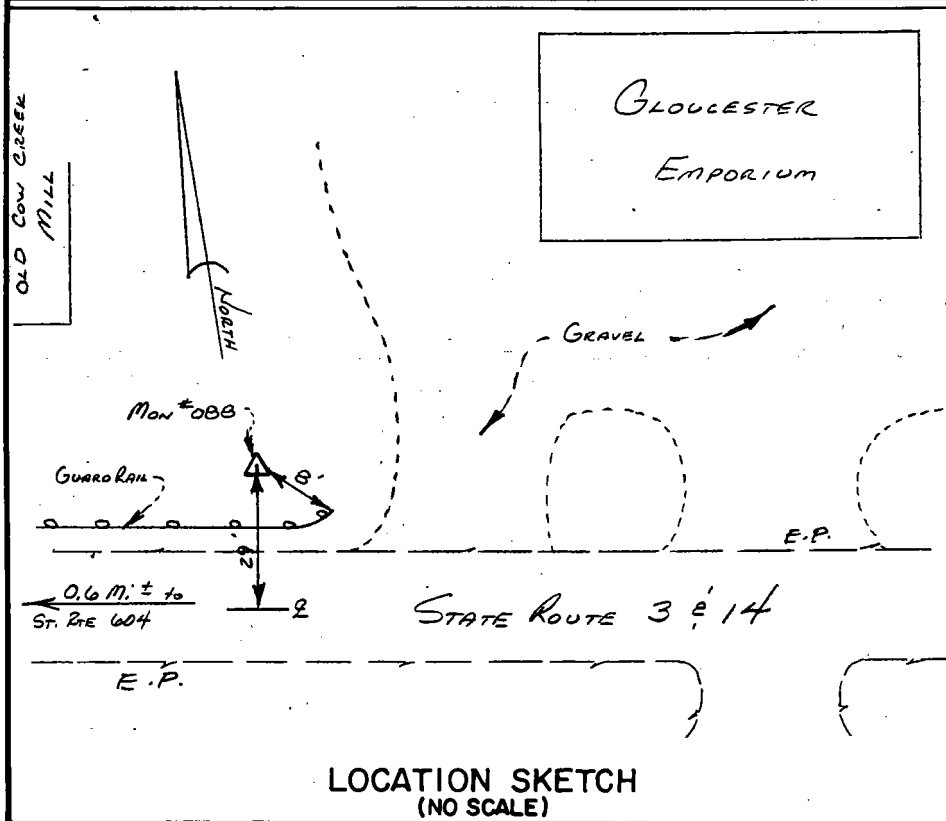 OLD COW CREEK
MILL
GLOUCESTER
EMPORIUM
NORTH
GRAVEL
MON # 088
8'
GUARD RAIL
29'
E.P.
0.6 Mi ± to
ST. RTE 604
℄
STATE ROUTE 3 & 14
E.P.
LOCATION SKETCH
(NO SCALE)